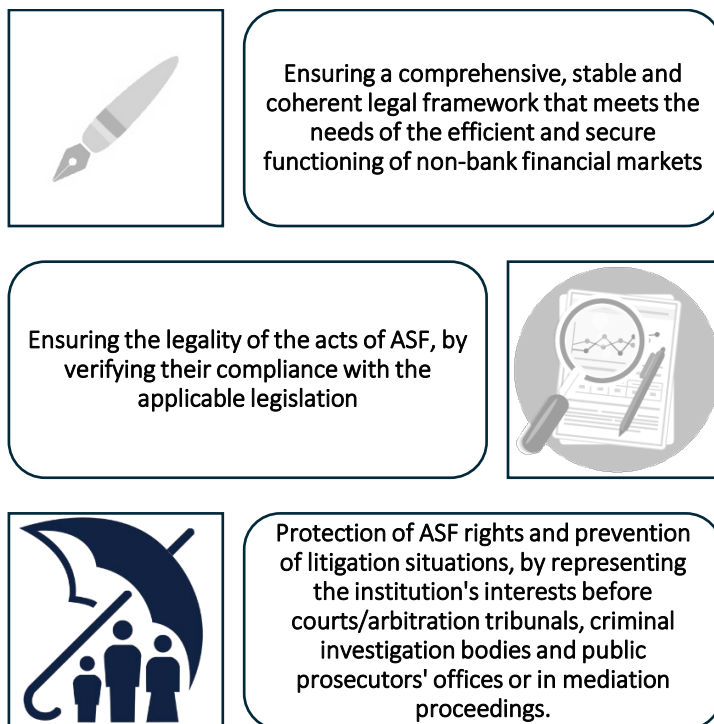 Ensuring a comprehensive, stable and
coherent legal framework that meets the
needs of the efficient and secure
functioning of non-bank financial markets
Ensuring the legality of the acts of ASF, by
verifying their compliance with the
applicable legislation
Protection of ASF rights and prevention
of litigation situations, by representing
the institution's interests before
courts/arbitration tribunals, criminal
investigation bodies and public
prosecutors' offices or in mediation
proceedings.